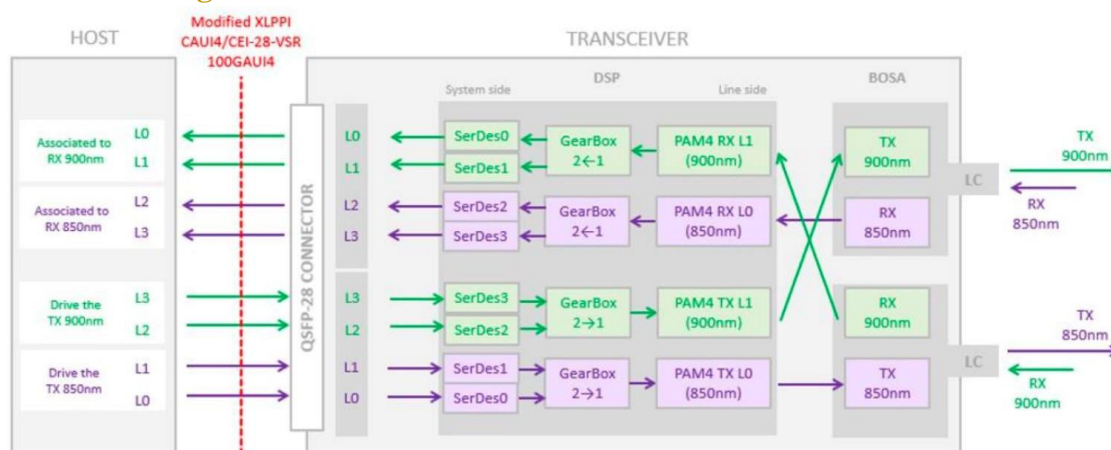 Modified XLPPI
CAUI4/CEI-28-VSR
100GAUI4
HOST
TRANSCEIVER
DSP
BOSA
System side
Line side
Associated to
RX 900nm
L0
L1
Associated to
RX 850nm
L2
L3
Drive the
TX 900nm
L3
L2
Drive the
TX 850nm
L1
L0
QSFP-28 CONNECTOR
L0
L1
L2
L3
L3
L2
L1
L0
SerDes0
SerDes1
GearBox
2←1
PAM4 RX L1
(900nm)
SerDes2
SerDes3
GearBox
2←1
PAM4 RX L0
(850nm)
SerDes3
SerDes2
GearBox
2→1
PAM4 TX L1
(900nm)
SerDes1
SerDes0
GearBox
2→1
PAM4 TX L0
(850nm)
TX
900nm
RX
850nm
RX
900nm
TX
850nm
LC
TX
900nm
RX
850nm
LC
TX
850nm
RX
900nm